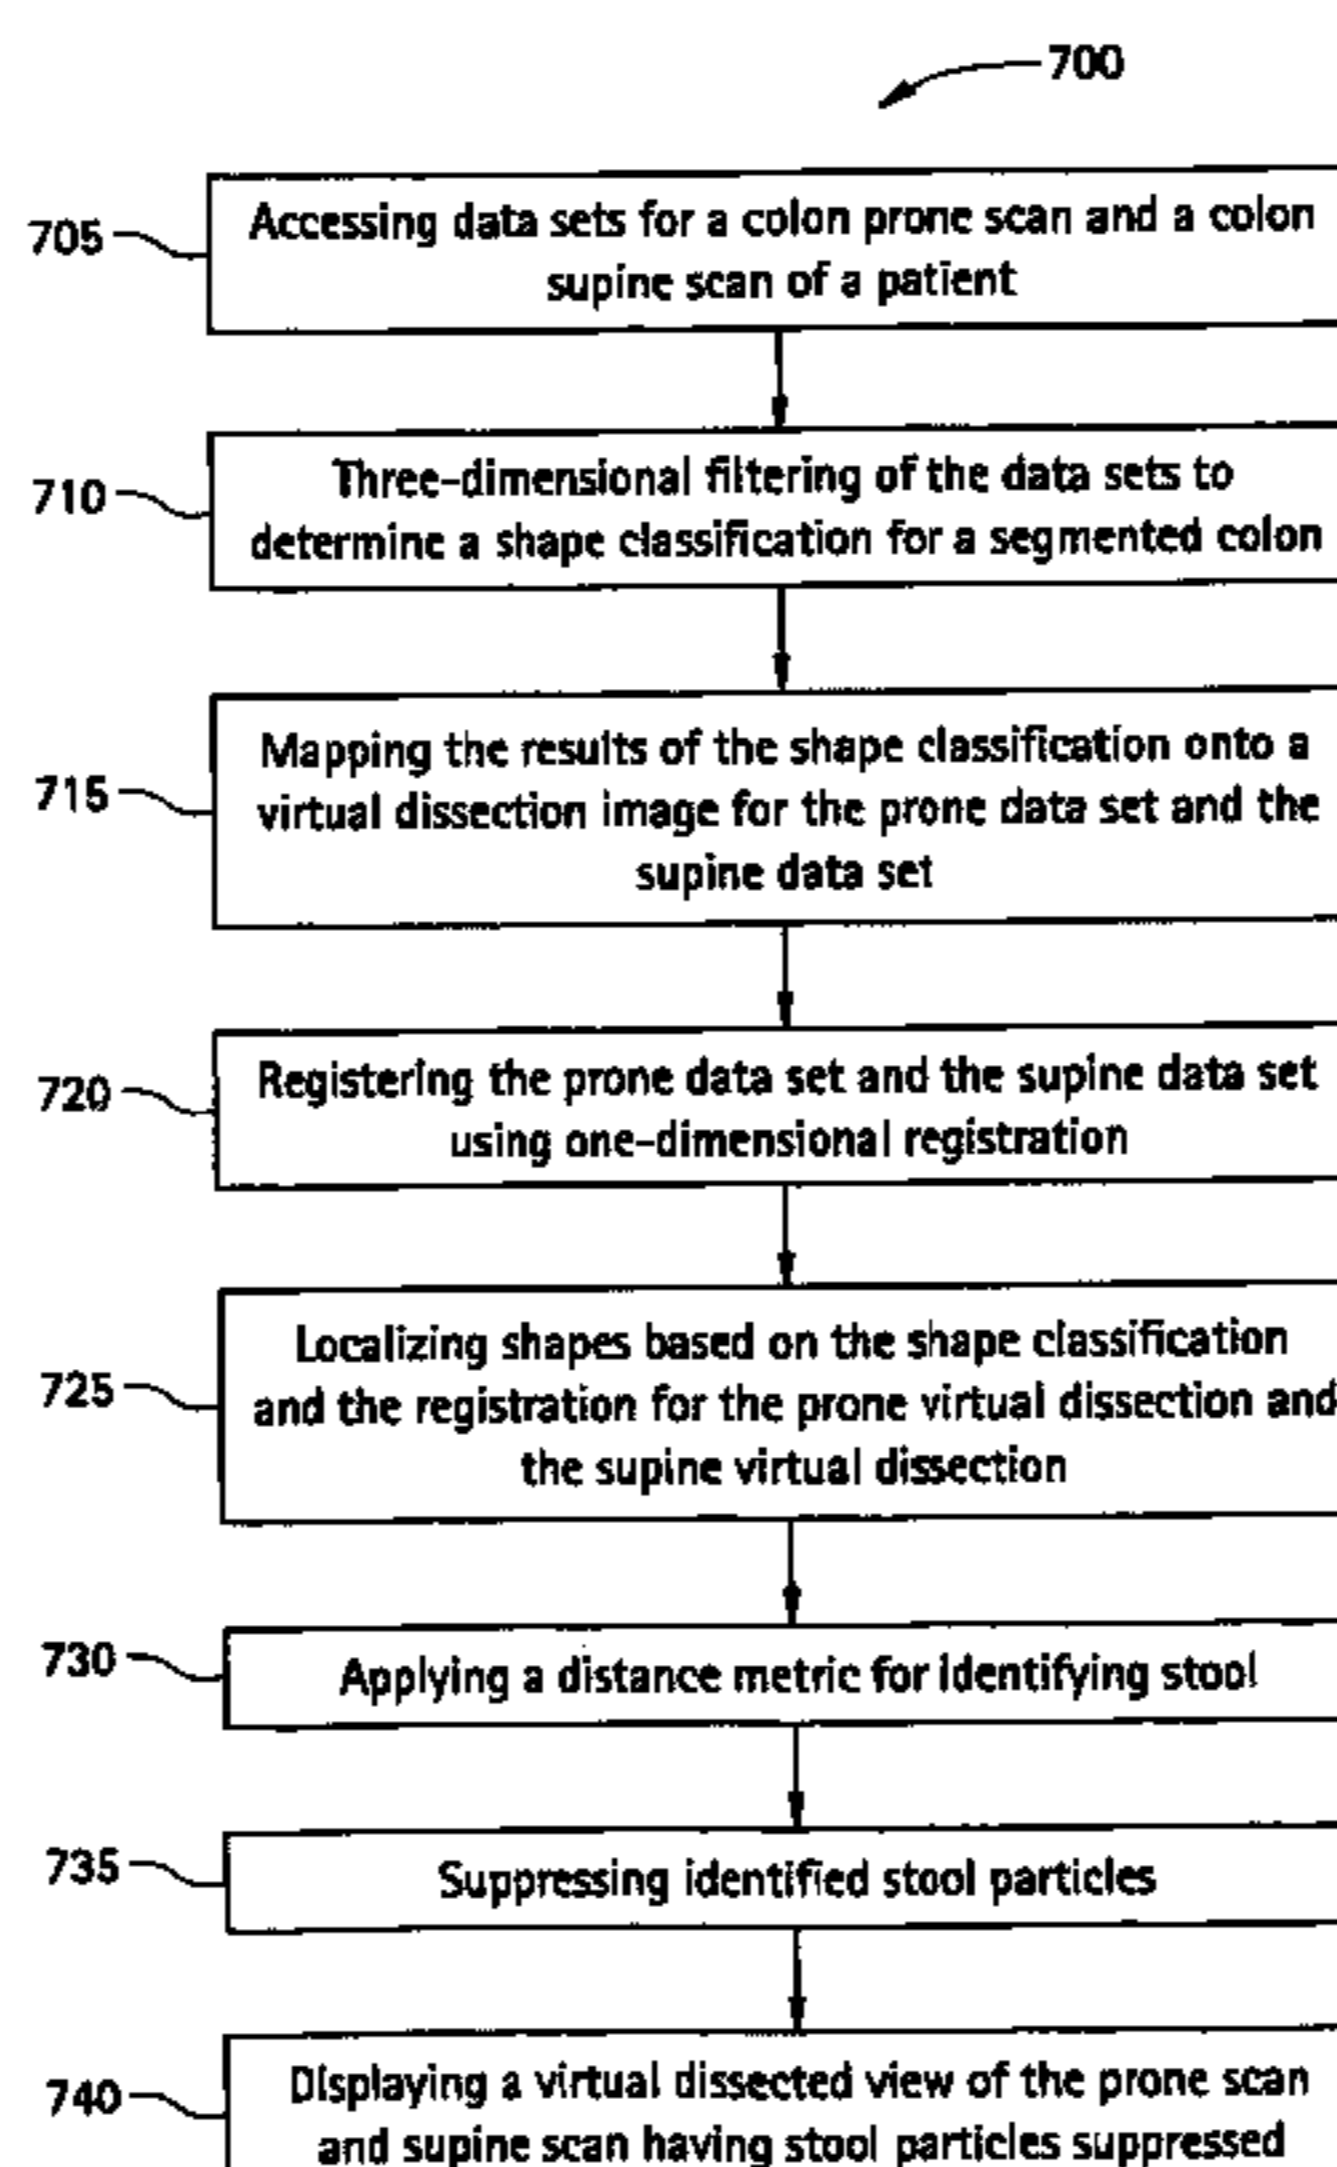 700
705
Accessing data sets for a colon prone scan and a colon
supine scan of a patient
710
Three-dimensional filtering of the data sets to
determine a shape classification for a segmented colon
715
Mapping the results of the shape classification onto a
virtual dissection image for the prone data set and the
supine data set
720
Registering the prone data set and the supine data set
using one-dimensional registration
725
Localizing shapes based on the shape classification
and the registration for the prone virtual dissection and
the supine virtual dissection
730
Applying a distance metric for identifying stool
735
Suppressing identified stool particles
740
Displaying a virtual dissected view of the prone scan
and supine scan having stool particles suppressed